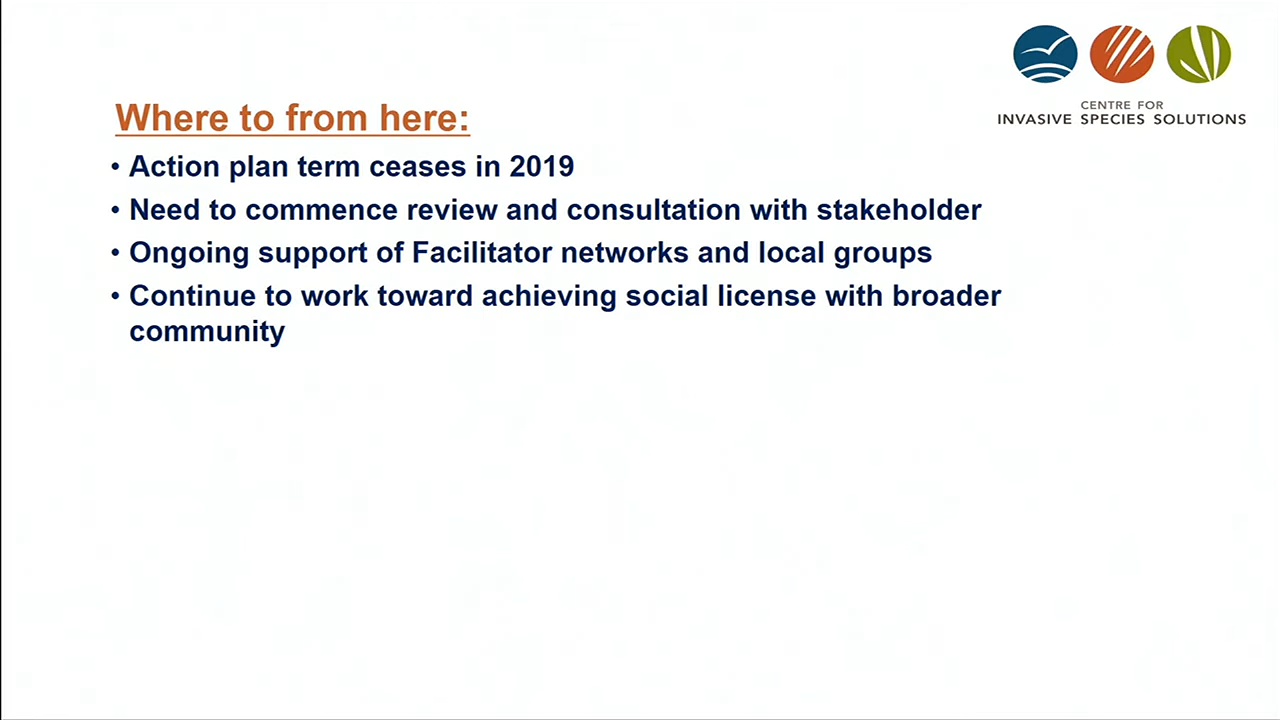 CENTRE FOR
INVASIVE SPECIES SOLUTIONS
Where to from here:
• Action plan term ceases in 2019
• Need to commence review and consultation with stakeholder
• Ongoing support of Facilitator networks and local groups
• Continue to work toward achieving social license with broader
community